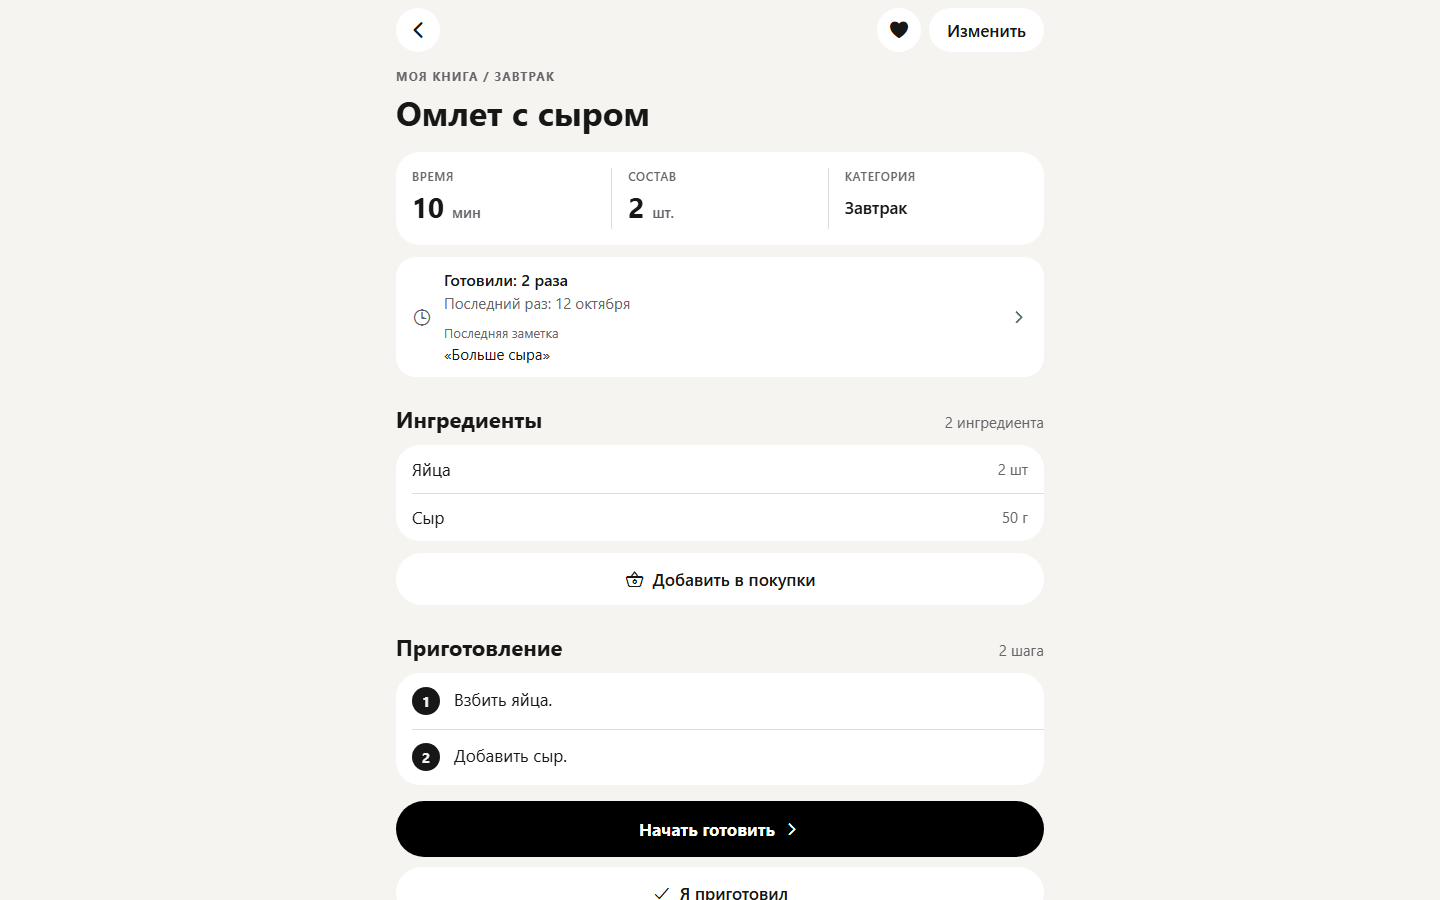 Изменить
МОЯ КНИГА / ЗАВТРАК
Омлет с сыром
ВРЕМЯ
10 мин
СОСТАВ
2 шт.
КАТЕГОРИЯ
Завтрак
Готовили: 2 раза
Последний раз: 12 октября
Последняя заметка
«Больше сыра»
Ингредиенты
2 ингредиента
Яйца
2 шт
Сыр
50 г
Добавить в покупки
Приготовление
2 шага
1 Взбить яйца.
2 Добавить сыр.
Начать готовить
Я приготовил